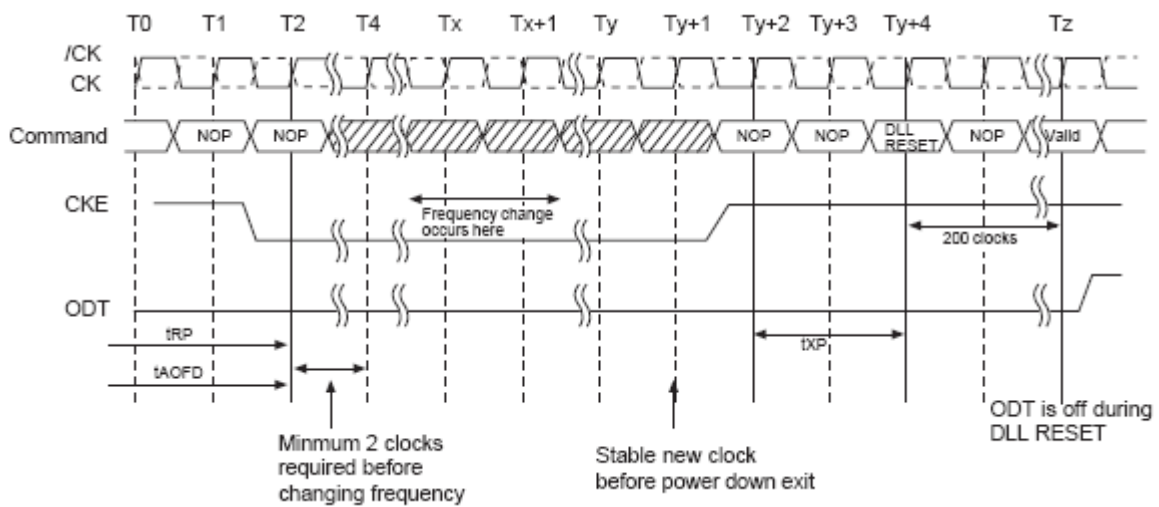 T0 T1 T2 T4 Tx Tx+1 Ty Ty+1 Ty+2 Ty+3 Ty+4 Tz
/CK
CK
Command NOP NOP NOP NOP DLL RESET NOP Valid
CKE
Frequency change
occurs here
200 clocks
ODT
tRP
tXP
tAOFD
ODT is off during
DLL RESET
Minmum 2 clocks
required before
changing frequency
Stable new clock
before power down exit